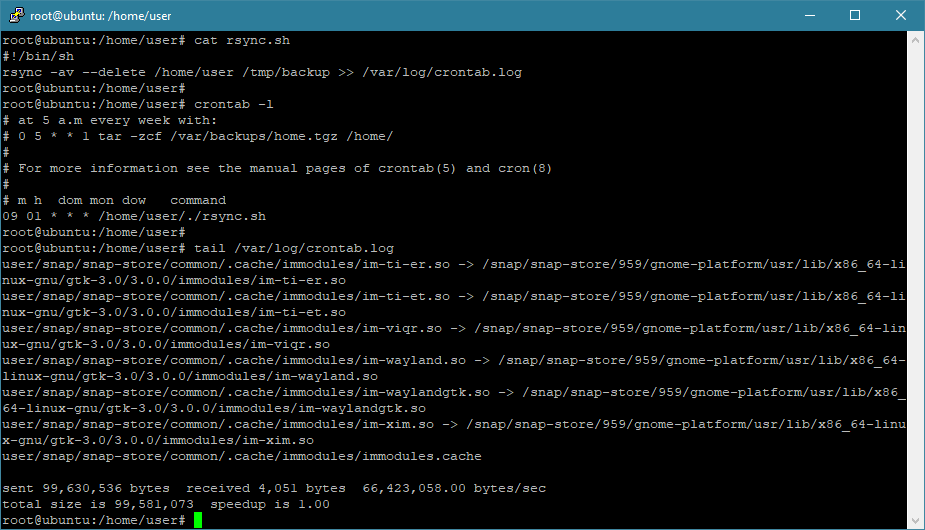 root@ubuntu: /home/user
root@ubuntu:/home/user# cat rsync.sh
#!/bin/sh
rsync -av --delete /home/user /tmp/backup >> /var/log/crontab.log
root@ubuntu:/home/user#
root@ubuntu:/home/user# crontab -l
# at 5 a.m every week with:
# 0 5 * * 1 tar -zcf /var/backups/home.tgz /home/
#
# For more information see the manual pages of crontab(5) and cron(8)
#
# m h  dom mon dow   command
09 01 * * * /home/user/./rsync.sh
root@ubuntu:/home/user#
root@ubuntu:/home/user# tail /var/log/crontab.log
user/snap/snap-store/common/.cache/immodules/im-ti-er.so -> /snap/snap-store/959/gnome-platform/usr/lib/x86_64-li
nux-gnu/gtk-3.0/3.0.0/immodules/im-ti-er.so
user/snap/snap-store/common/.cache/immodules/im-ti-et.so -> /snap/snap-store/959/gnome-platform/usr/lib/x86_64-li
nux-gnu/gtk-3.0/3.0.0/immodules/im-ti-et.so
user/snap/snap-store/common/.cache/immodules/im-viqr.so -> /snap/snap-store/959/gnome-platform/usr/lib/x86_64-lin
ux-gnu/gtk-3.0/3.0.0/immodules/im-viqr.so
user/snap/snap-store/common/.cache/immodules/im-wayland.so -> /snap/snap-store/959/gnome-platform/usr/lib/x86_64-
linux-gnu/gtk-3.0/3.0.0/immodules/im-wayland.so
user/snap/snap-store/common/.cache/immodules/im-waylandgtk.so -> /snap/snap-store/959/gnome-platform/usr/lib/x86_
64-linux-gnu/gtk-3.0/3.0.0/immodules/im-waylandgtk.so
user/snap/snap-store/common/.cache/immodules/im-xim.so -> /snap/snap-store/959/gnome-platform/usr/lib/x86_64-linu
x-gnu/gtk-3.0/3.0.0/immodules/im-xim.so
user/snap/snap-store/common/.cache/immodules/immodules.cache
sent 99,630,536 bytes  received 4,051 bytes  66,423,058.00 bytes/sec
total size is 99,581,073  speedup is 1.00
root@ubuntu:/home/user#